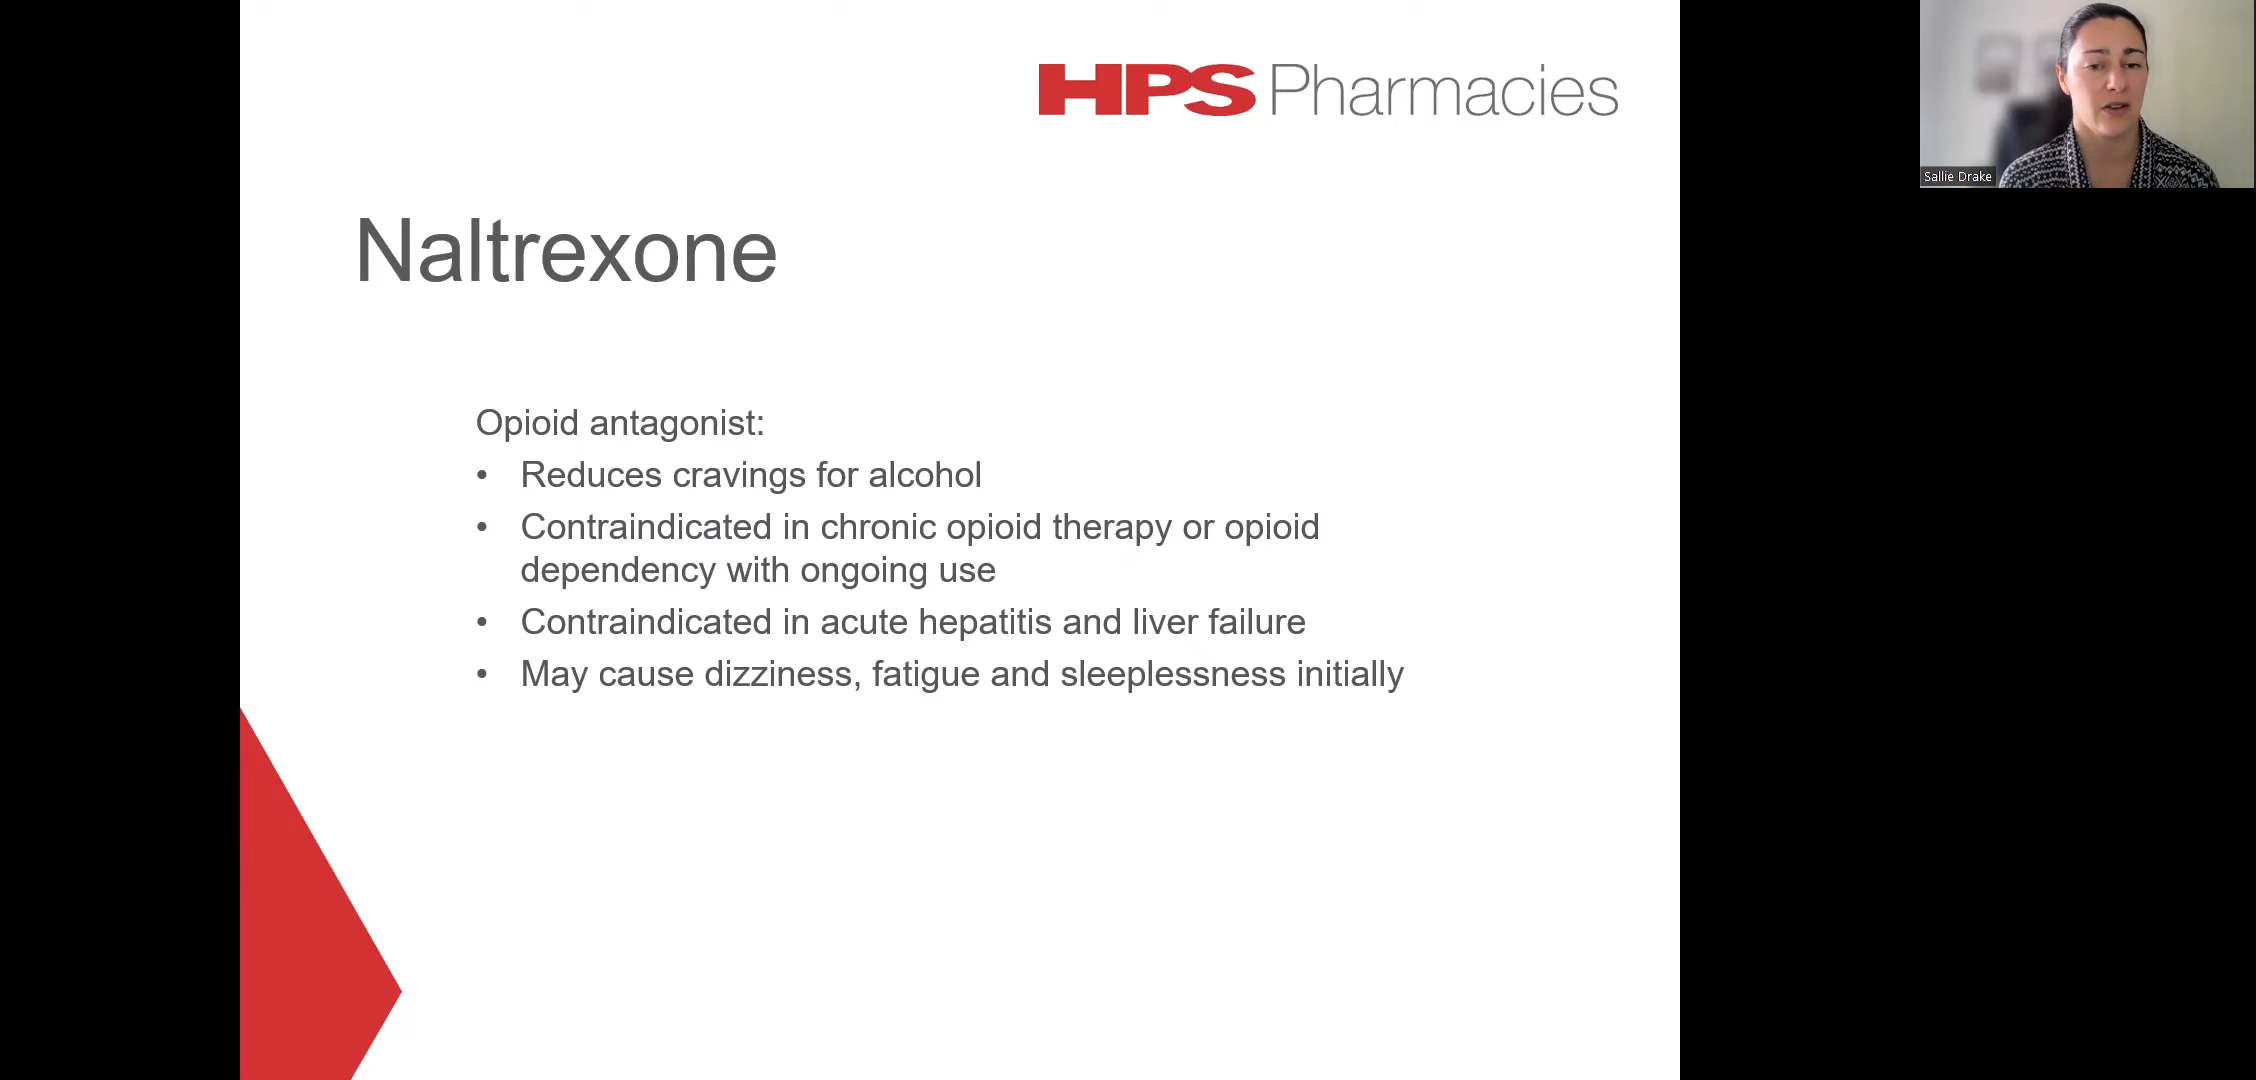 HPS Pharmacies
Sallie Drake
Naltrexone
Opioid antagonist:
• Reduces cravings for alcohol
• Contraindicated in chronic opioid therapy or opioid
dependency with ongoing use
• Contraindicated in acute hepatitis and liver failure
• May cause dizziness, fatigue and sleeplessness initially